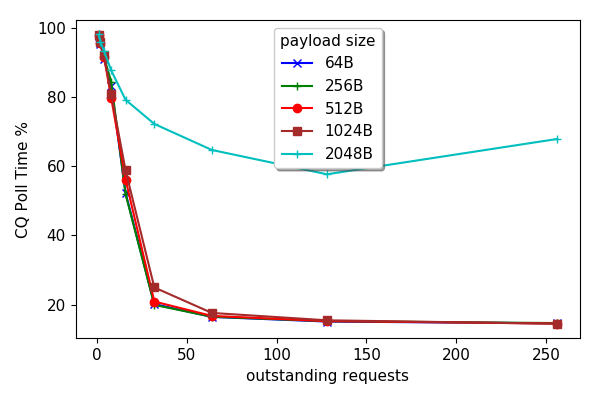 payload size
64B
256B
512B
1024B
2048B
CQ Poll Time %
100
80
60
40
20
0
50
100
150
200
250
outstanding requests